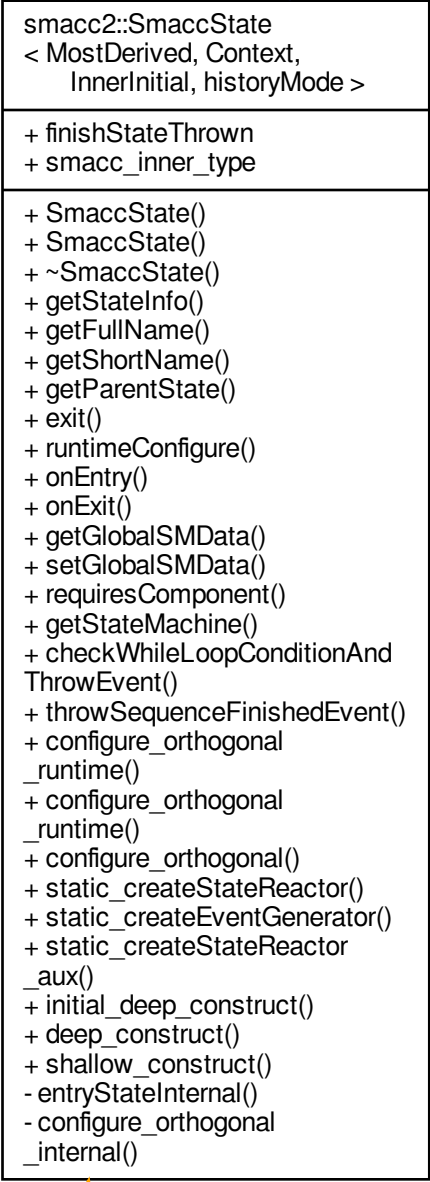 smacc2::SmaccState
< MostDerived, Context,
InnerInitial, historyMode >
+ finishStateThrown
+ smacc_inner_type
+ SmaccState()
+ SmaccState()
+ ~SmaccState()
+ getStateInfo()
+ getFullName()
+ getShortName()
+ getParentState()
+ exit()
+ runtimeConfigure()
+ onEntry()
+ onExit()
+ getGlobalSMData()
+ setGlobalSMData()
+ requiresComponent()
+ getStateMachine()
+ checkWhileLoopConditionAnd
ThrowEvent()
+ throwSequenceFinishedEvent()
+ configure_orthogonal
_runtime()
+ configure_orthogonal
_runtime()
+ configure_orthogonal()
+ static_createStateReactor()
+ static_createEventGenerator()
+ static_createStateReactor
_aux()
+ initial_deep_construct()
+ deep_construct()
+ shallow_construct()
- entryStateInternal()
- configure_orthogonal
_internal()